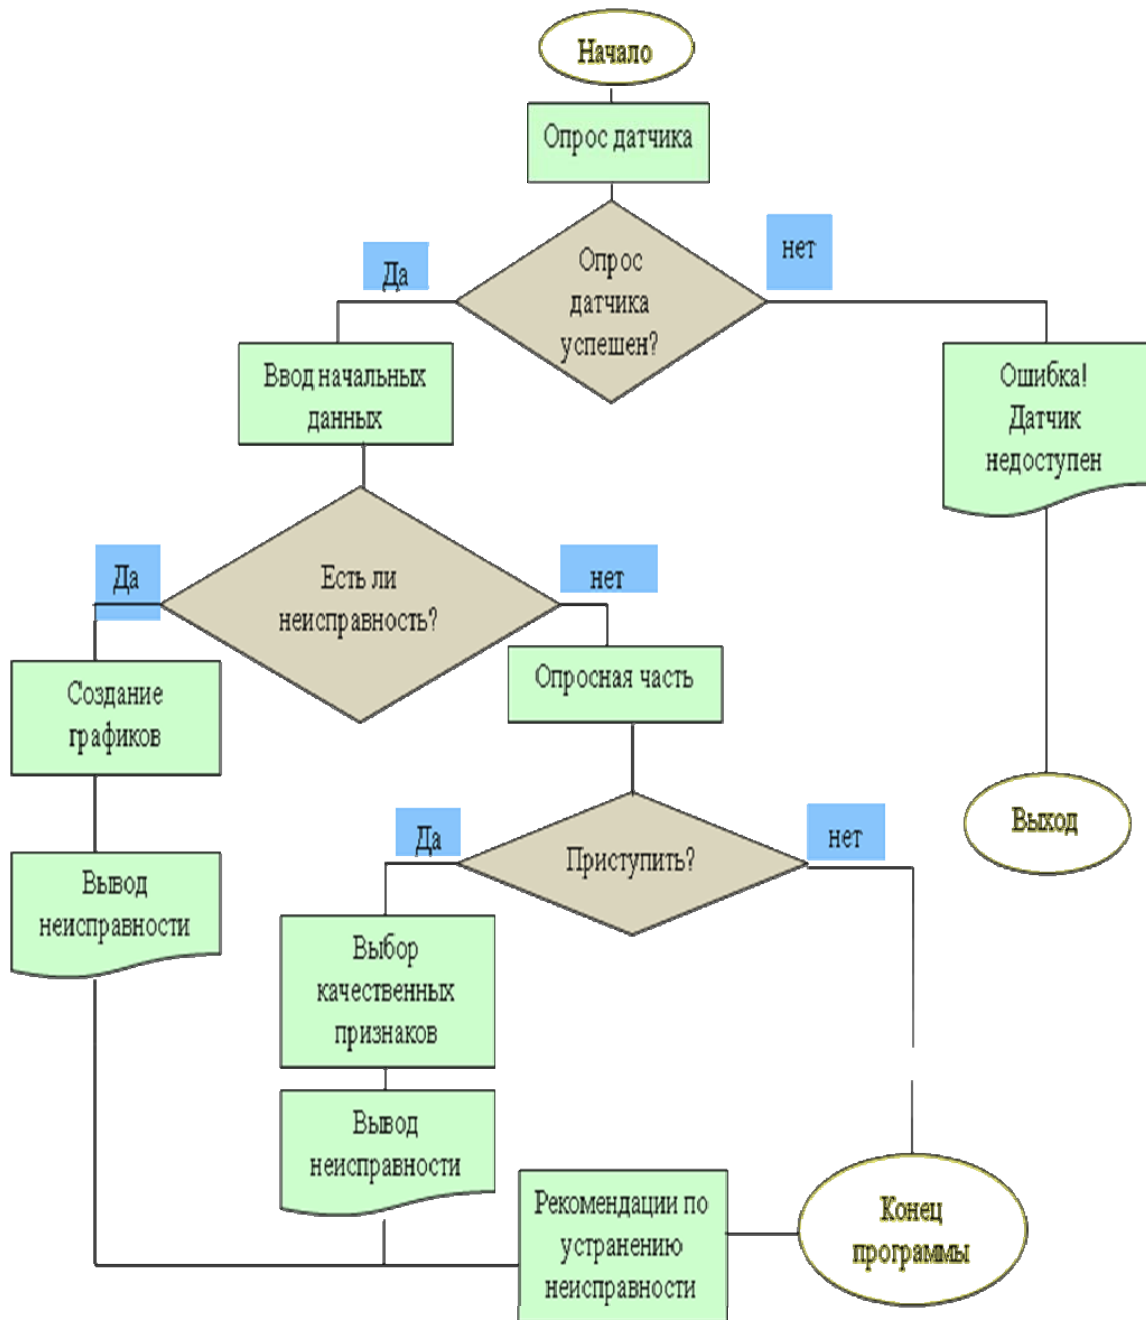 Начало
Опрос датчика
Опрос
датчика
успешен?
Да
нет
Ввод начальных
данных
Ошибка!
Датчик
недоступен
Есть ли
неисправность?
Да
нет
Создание
графиков
Опросная часть
Вывод
неисправности
Приступить?
Да
нет
Выход
Выбор
качественных
признаков
Вывод
неисправности
Рекомендации по
устранению
неисправности
Конец
программы